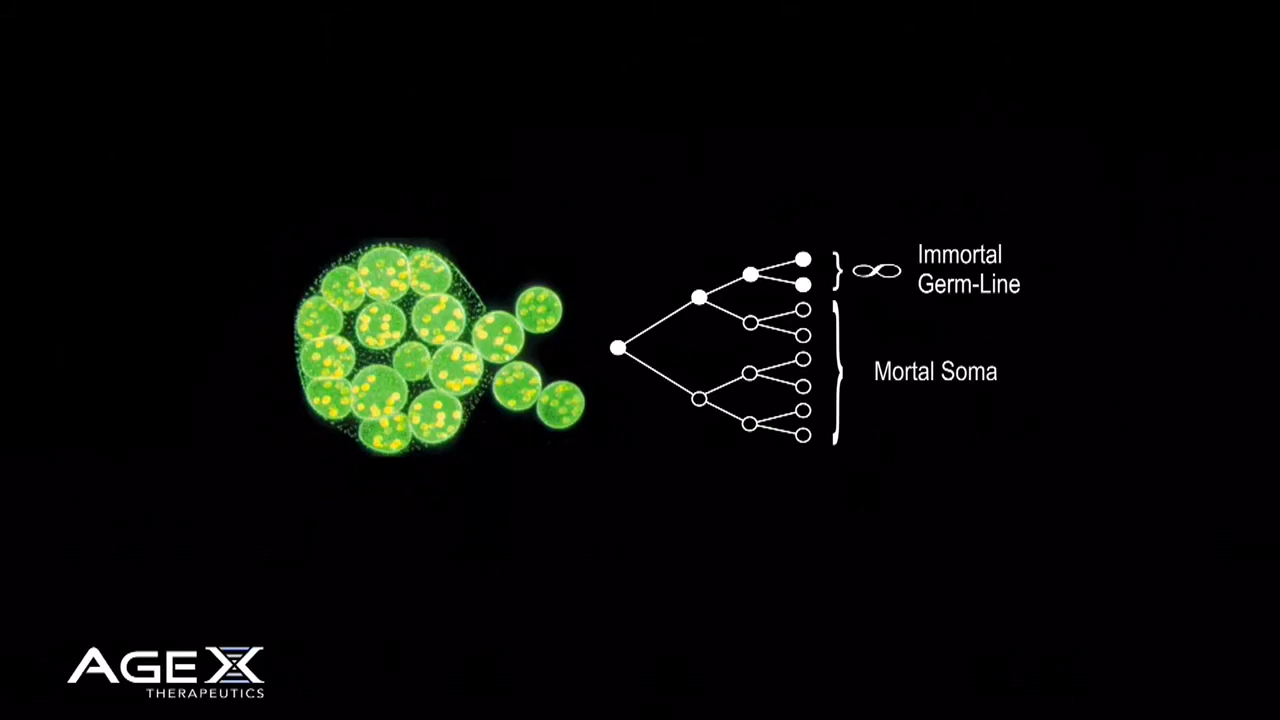 Immortal
Germ-Line
Mortal Soma
AGEX
THERAPEUTICS